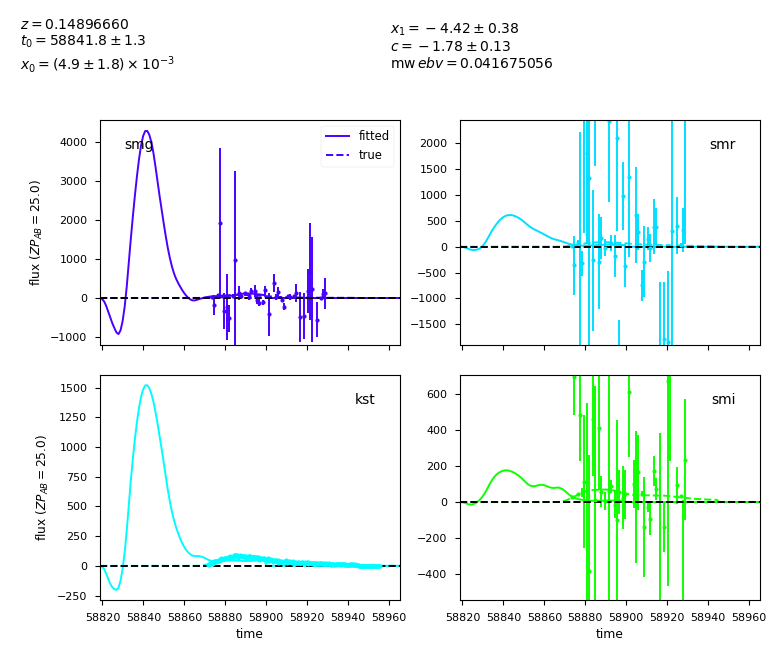 z = 0.14896660
t₀ = 58841.8 ± 1.3
x₀ = (4.9 ± 1.8) × 10⁻³
x₁ = −4.42 ± 0.38
c = −1.78 ± 0.13
mw ebv = 0.041675056
smg
fitted
true
4000
3000
2000
1000
0
−1000
flux (ZP_AB = 25.0)
smr
2000
1500
1000
500
0
−500
−1000
−1500
kst
1500
1250
1000
750
500
250
0
−250
flux (ZP_AB = 25.0)
58820 58840 58860 58880 58900 58920 58940 58960
time
smi
600
400
200
0
−200
−400
58820 58840 58860 58880 58900 58920 58940 58960
time